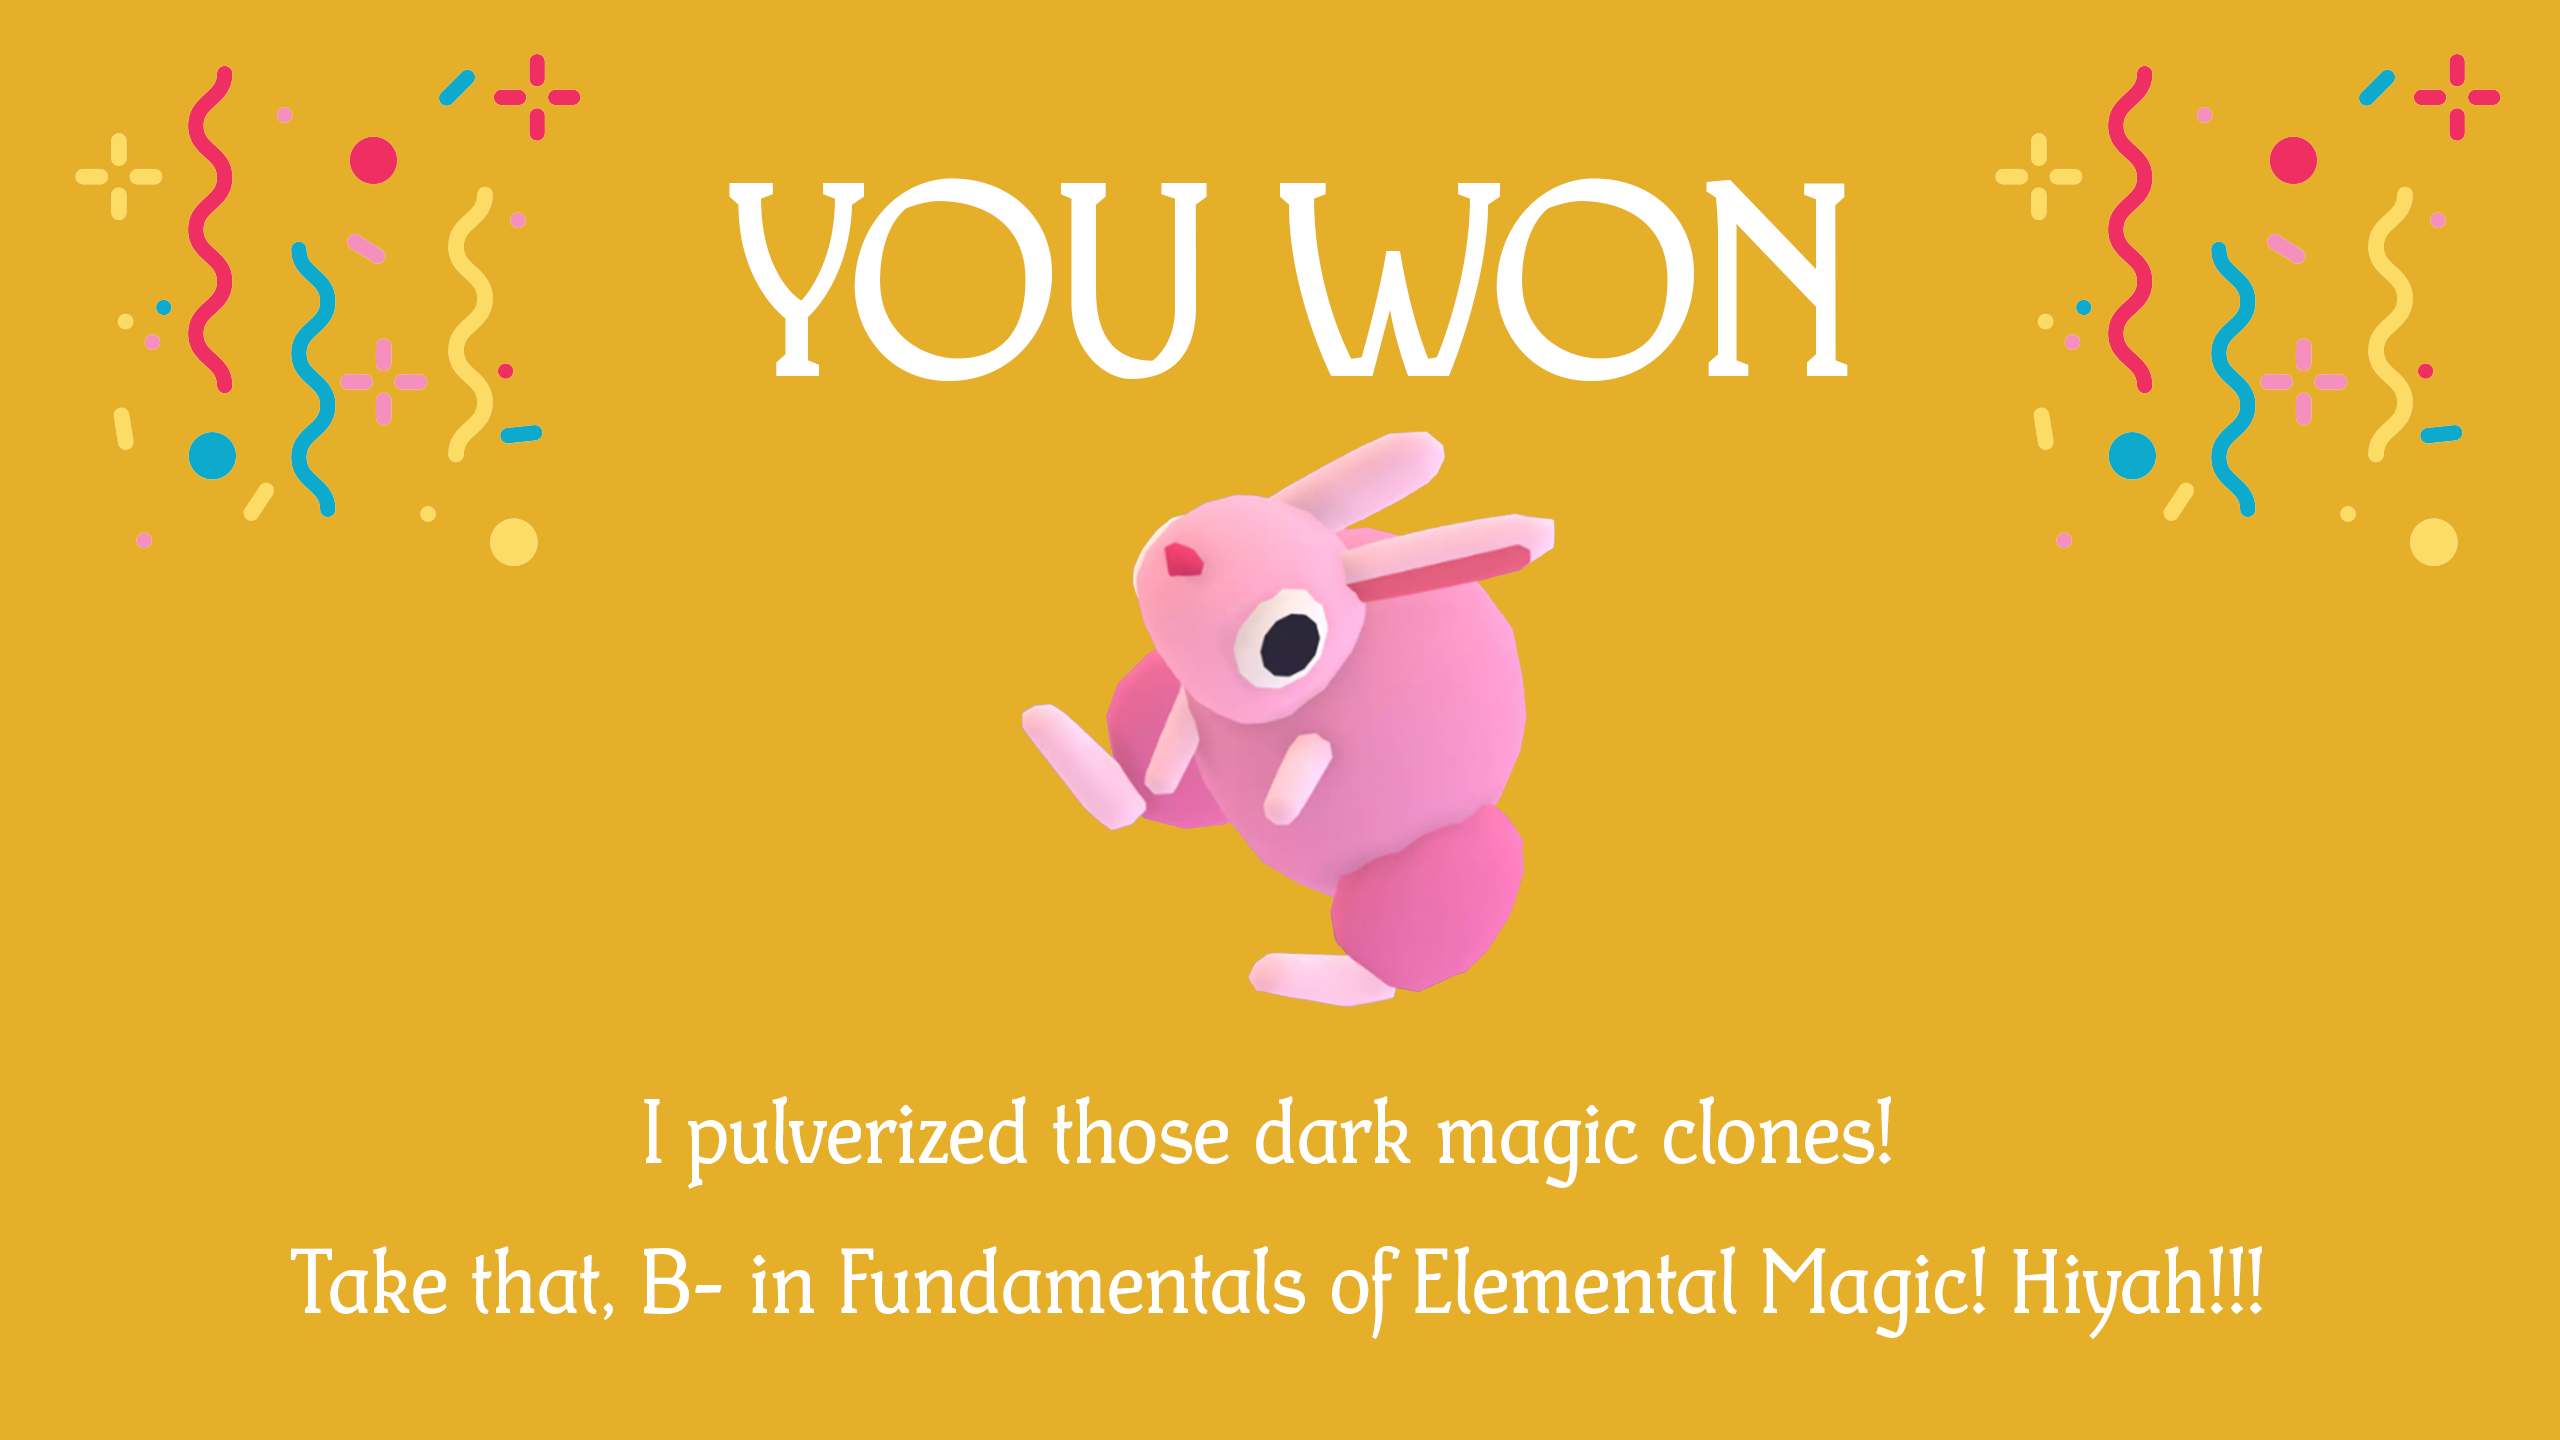 YOU WON
I pulverized those dark magic clones!
Take that, B- in Fundamentals of Elemental Magic! Hiyah!!!